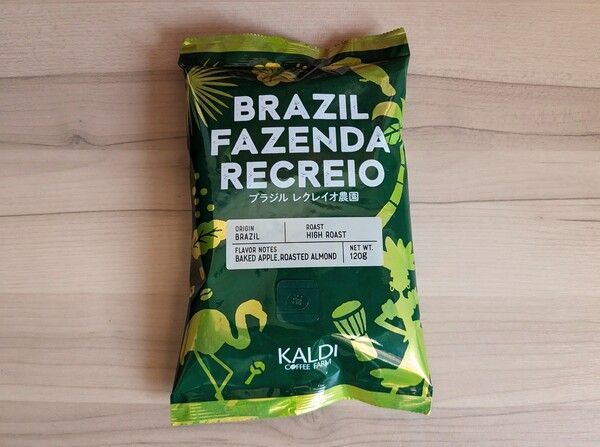 BRAZIL
FAZENDA
RECREIO
ブラジル レクレイオ農園
ORIGIN
BRAZIL
ROAST
HIGH ROAST
FLAVOR NOTES
BAKED APPLE, ROASTED ALMOND
NET WT.
120g
KALDI
COFFEE FARM